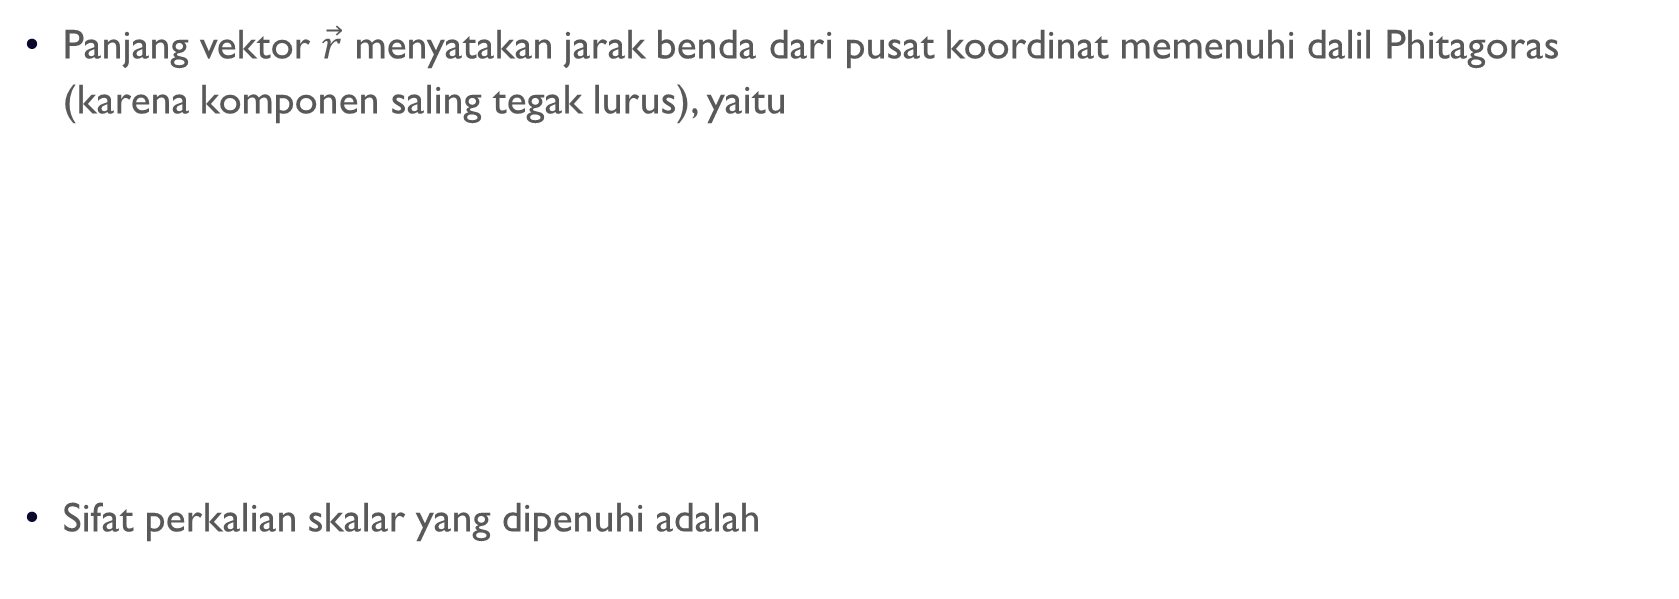 • Panjang vektor r⃗ menyatakan jarak benda dari pusat koordinat memenuhi dalil Phitagoras
(karena komponen saling tegak lurus), yaitu
• Sifat perkalian skalar yang dipenuhi adalah